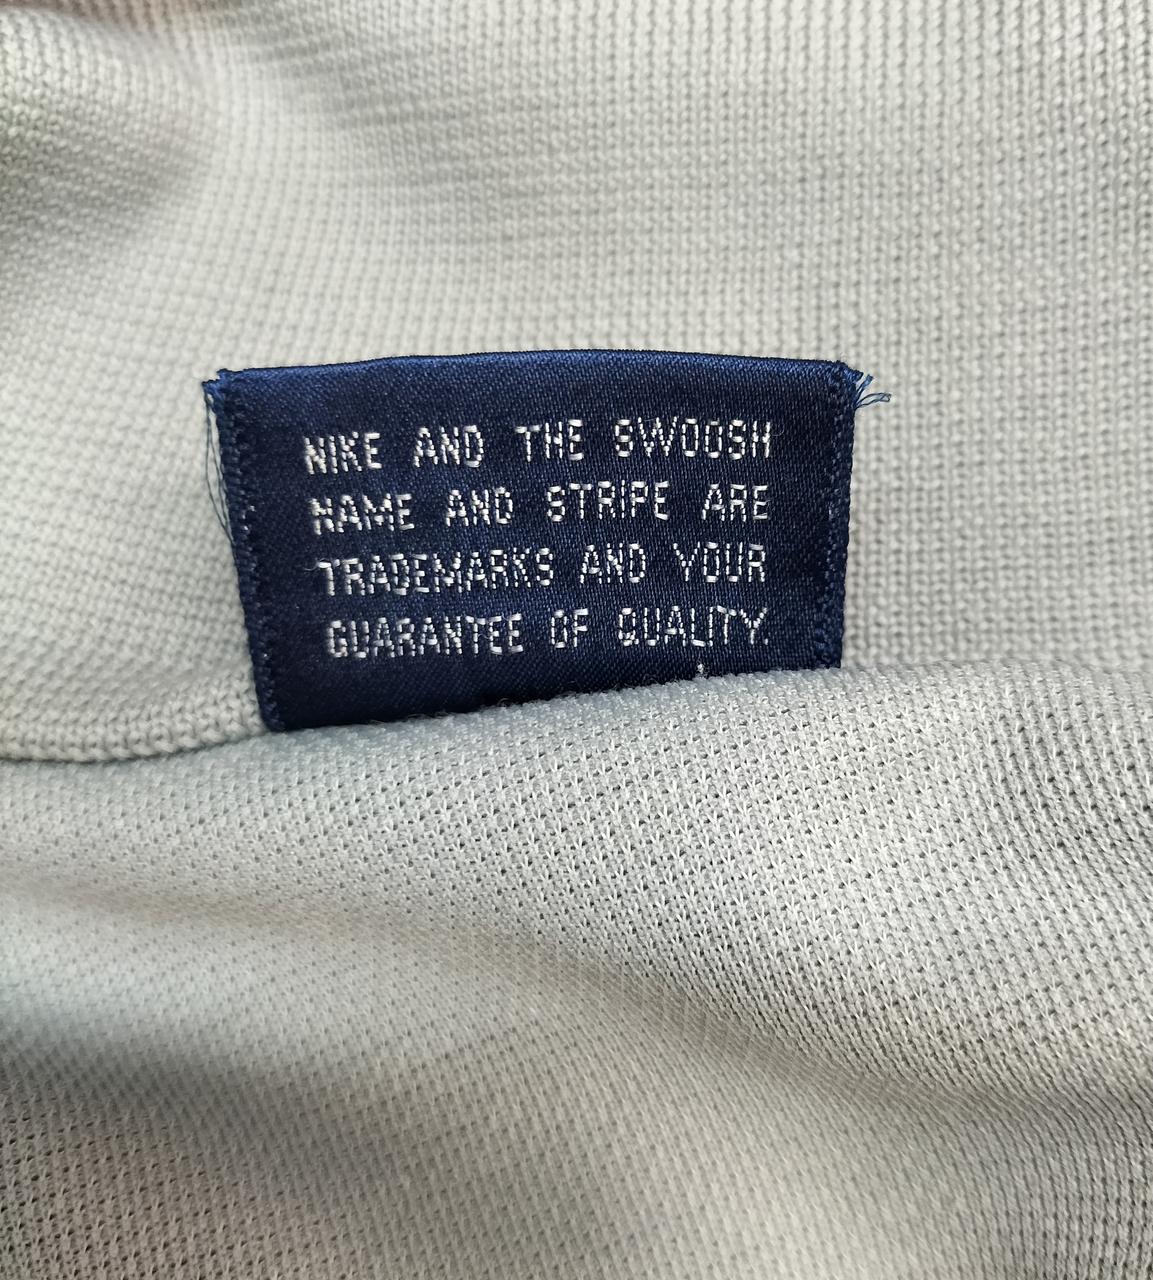 NIKE AND THE SWOOSH
NAME AND STRIPE ARE
TRADEMARKS AND YOUR
GUARANTEE OF QUALITY.